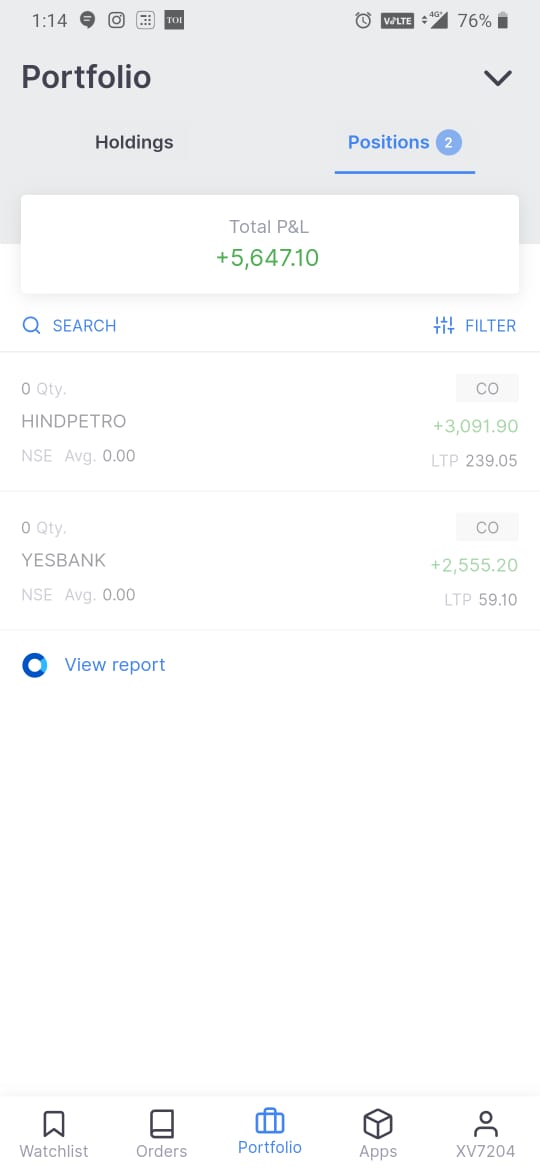 1:14 TOI VoLTE 4G+ 76%
Portfolio
Holdings Positions 2
Total P&L
+5,647.10
SEARCH FILTER
0 Qty. CO
HINDPETRO +3,091.90
NSE Avg. 0.00 LTP 239.05
0 Qty. CO
YESBANK +2,555.20
NSE Avg. 0.00 LTP 59.10
View report
Watchlist Orders Portfolio Apps XV7204